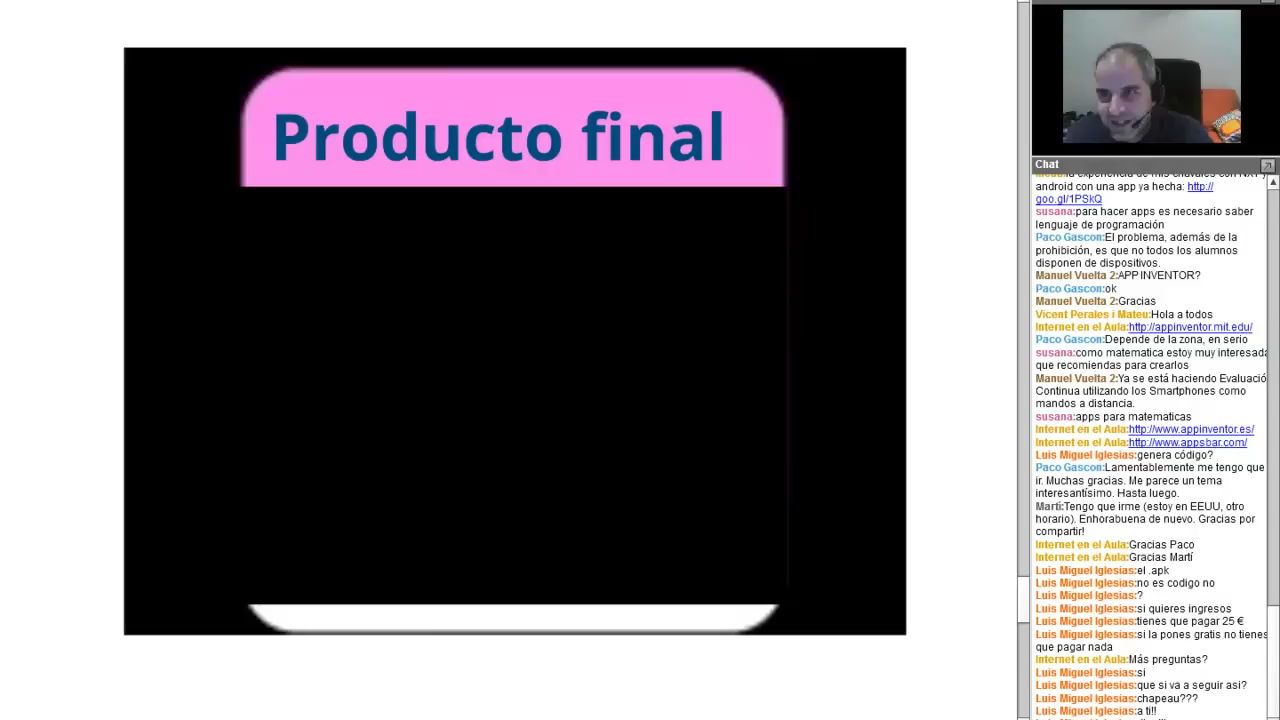 Producto final
Chat
android con una app ya hecha: http://
goo.gl/1PSkQ
susana:para hacer apps es necesario saber
lenguaje de programación
Paco Gascon:El problema, además de la
prohibición, es que no todos los alumnos
disponen de dispositivos.
Manuel Vuelta 2:APP INVENTOR?
Paco Gascon:ok
Manuel Vuelta 2:Gracias
Vicent Perales i Mateu:Hola a todos
Internet en el Aula:http://appinventor.mit.edu/
Paco Gascon:Depende de la zona, en serio
susana:como matematica estoy muy interesada
que recomiendas para crearlos
Manuel Vuelta 2:Ya se está haciendo Evaluació
Continua utilizando los Smartphones como
mandos a distancia.
susana:apps para matematicas
Internet en el Aula:http://www.appinventor.es/
Internet en el Aula:http://www.appsbar.com/
Luis Miguel Iglesias:genera código?
Paco Gascon:Lamentablemente me tengo que
ir. Muchas gracias. Me parece un tema
interesantísimo. Hasta luego.
Martí:Tengo que irme (estoy en EEUU, otro
horario). Enhorabuena de nuevo. Gracias por
compartir!
Internet en el Aula:Gracias Paco
Internet en el Aula:Gracias Martí
Luis Miguel Iglesias:el .apk
Luis Miguel Iglesias:no es codigo no
Luis Miguel Iglesias:?
Luis Miguel Iglesias:si quieres ingresos
Luis Miguel Iglesias:tienes que pagar 25 €
Luis Miguel Iglesias:si la pones gratis no tienes
que pagar nada
Internet en el Aula:Más preguntas?
Luis Miguel Iglesias:si
Luis Miguel Iglesias:que si va a seguir asi?
Luis Miguel Iglesias:chapeau???
Luis Miguel Iglesias:a ti!!